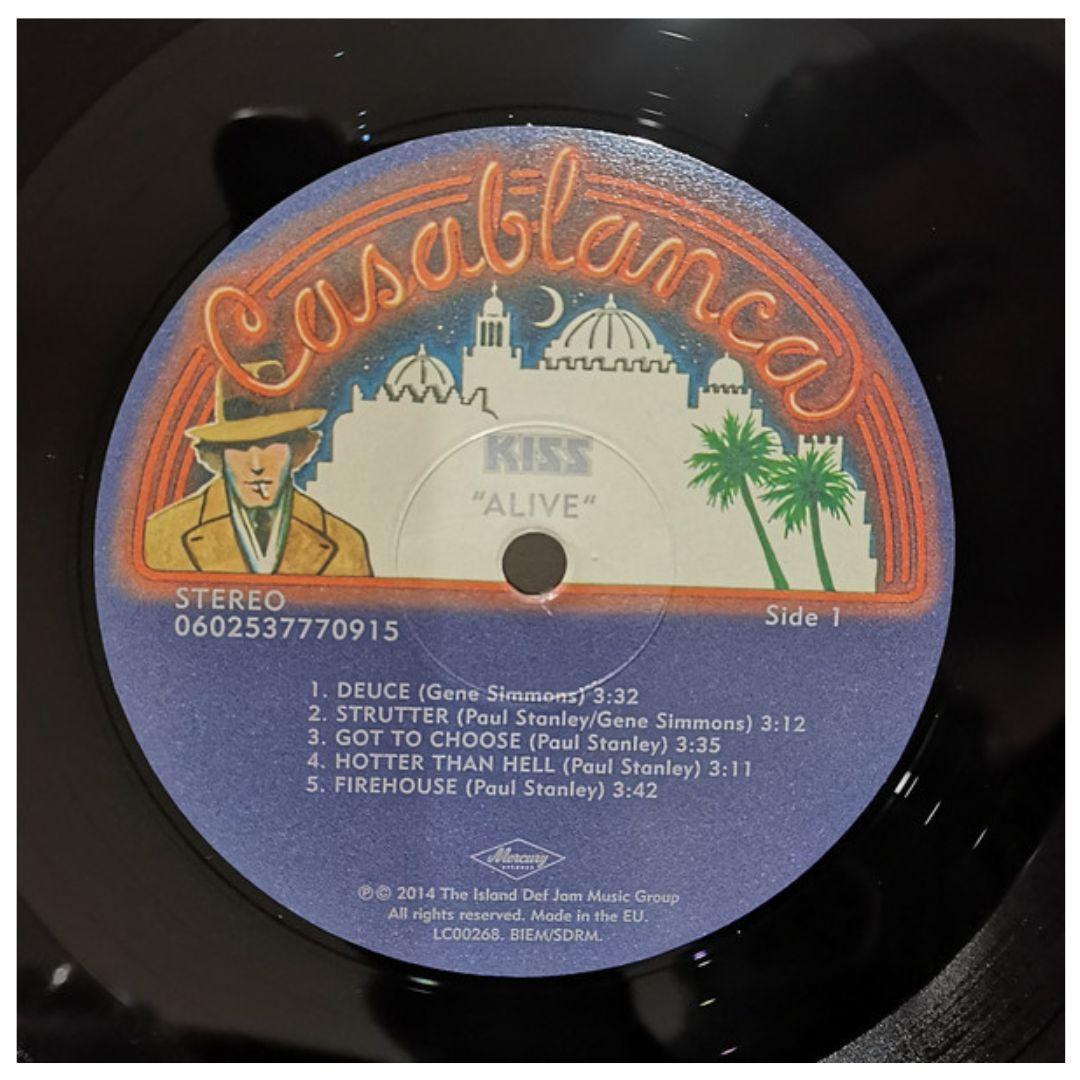 Casablanca
KISS
"ALIVE"
STEREO
0602537770915
Side 1
1. DEUCE (Gene Simmons) 3:32
2. STRUTTER (Paul Stanley/Gene Simmons) 3:12
3. GOT TO CHOOSE (Paul Stanley) 3:35
4. HOTTER THAN HELL (Paul Stanley) 3:11
5. FIREHOUSE (Paul Stanley) 3:42
Mercury
RECORDS
℗© 2014 The Island Def Jam Music Group
All rights reserved. Made in the EU.
LC00268. BIEM/SDRM.